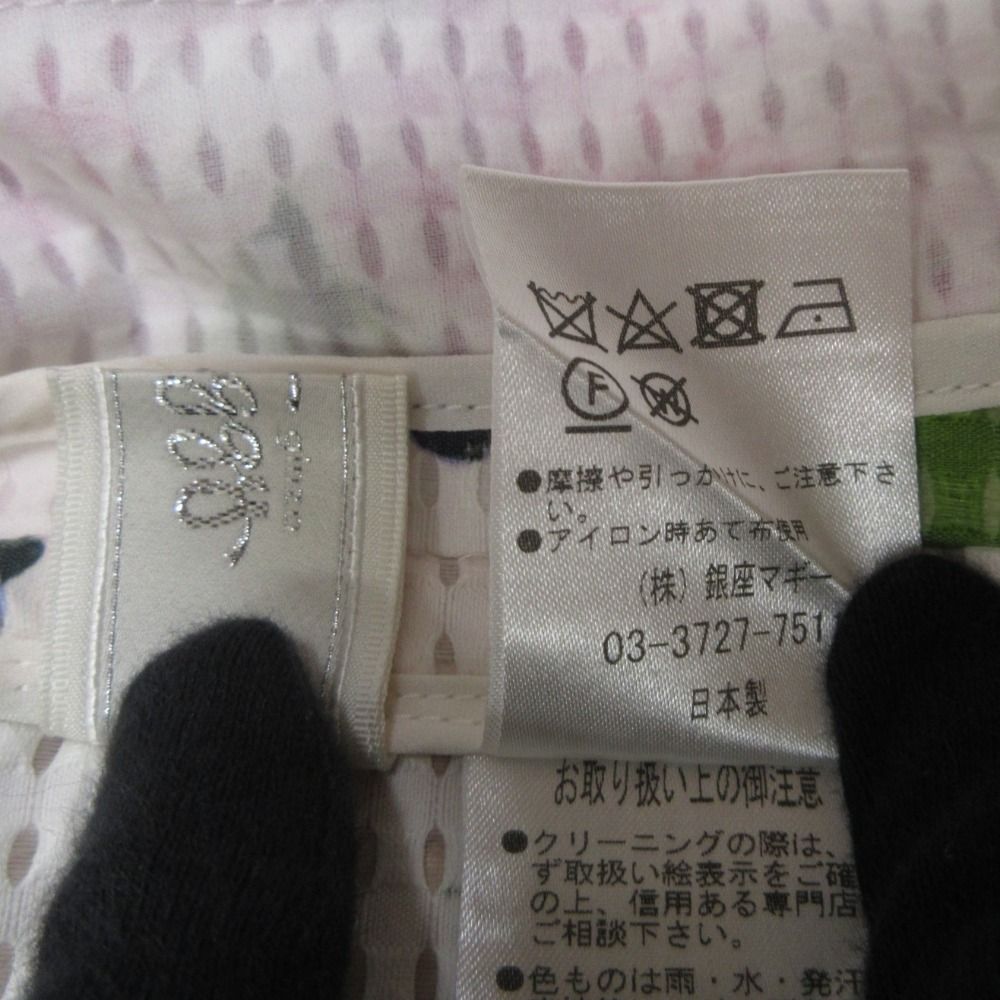 F
W
●摩擦や引っかけに、ご注意下さ
い。
●アイロン時あて布使用
(株) 銀座マギー
03-3727-751
日本製
お取り扱い上の御注意
●クリーニングの際は、
ず取扱い絵表示をご確
の上、信用ある専門店
ご相談下さい。
●色ものは雨・水・発汗